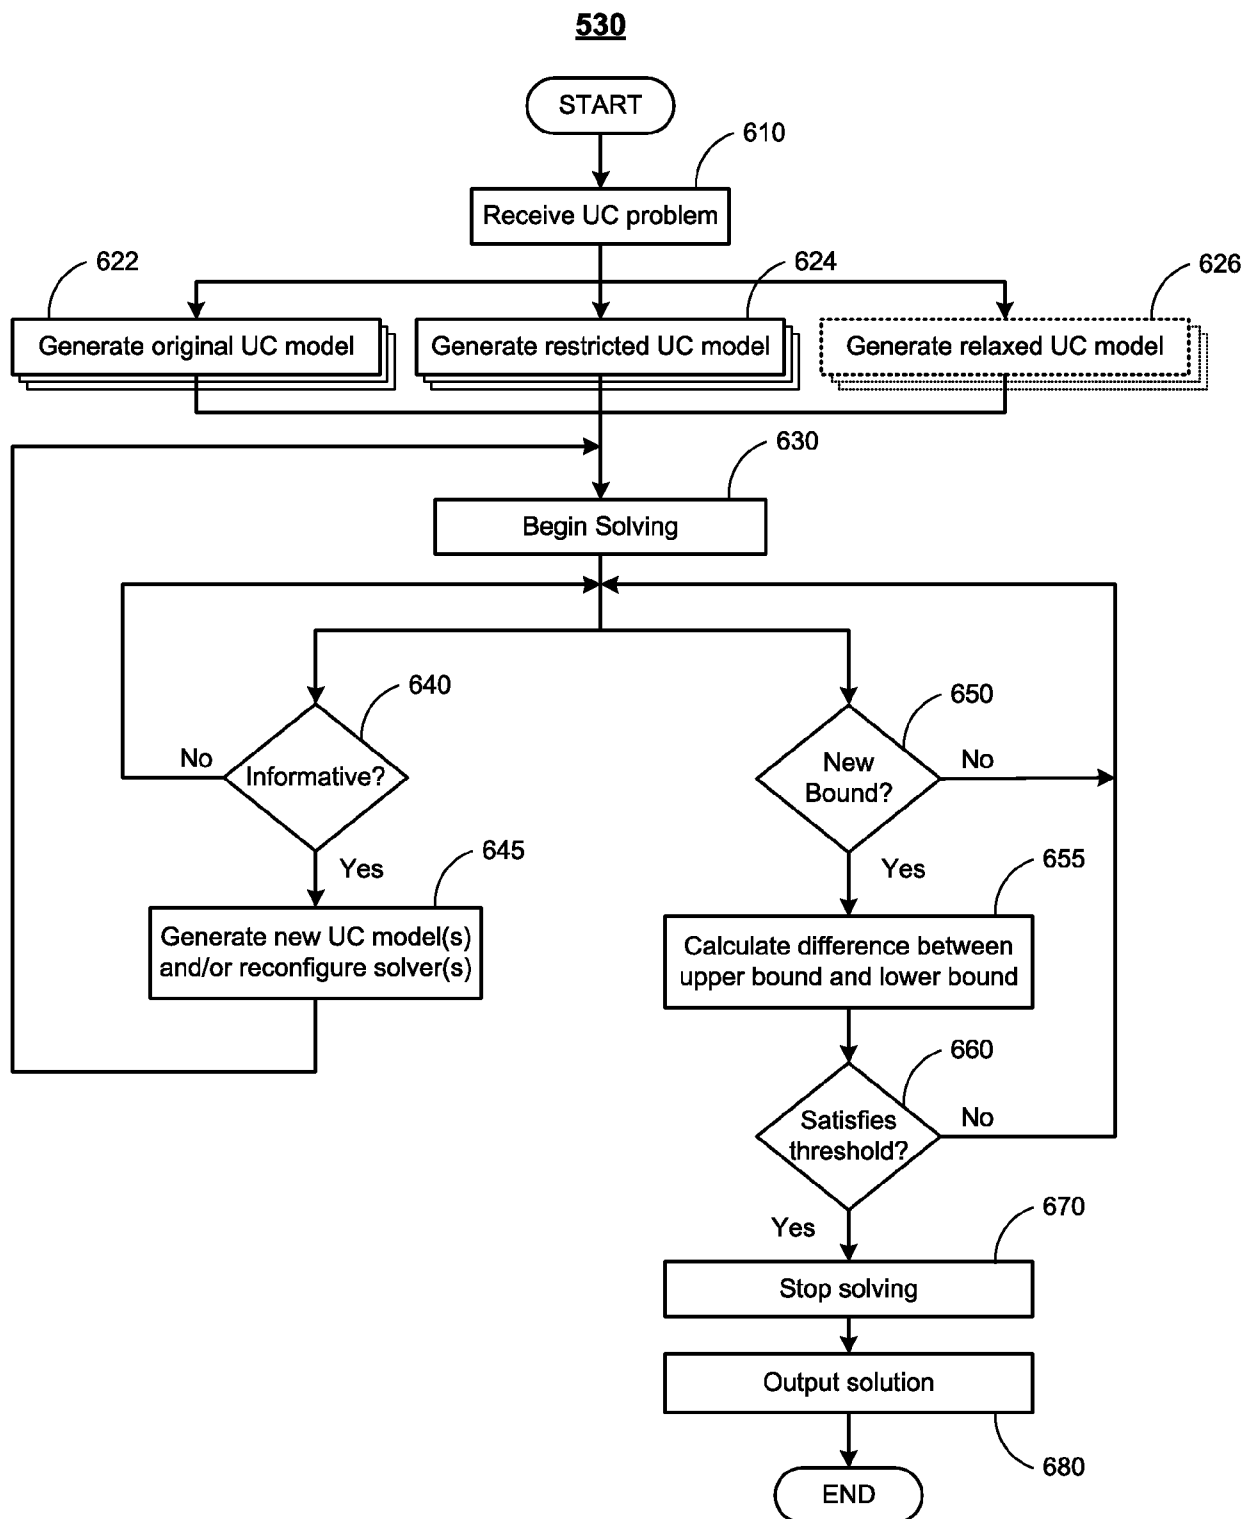 530
START
610
Receive UC problem
622
624
626
Generate original UC model
Generate restricted UC model
Generate relaxed UC model
630
Begin Solving
640
650
No
Informative?
New
Bound?
No
Yes
645
Yes
655
Generate new UC model(s)
and/or reconfigure solver(s)
Calculate difference between
upper bound and lower bound
660
Satisfies
threshold?
No
Yes
670
Stop solving
Output solution
680
END